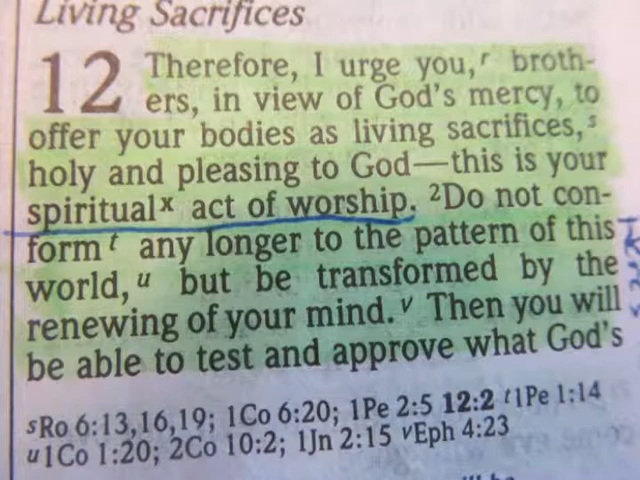 Living Sacrifices
12 Therefore, I urge you,ʳ broth-
ers, in view of God's mercy, to
offer your bodies as living sacrifices,ˢ
holy and pleasing to God—this is your
spiritualˣ act of worship. ²Do not con-
formᵗ any longer to the pattern of this
world,ᵘ but be transformed by the
renewing of your mind.ᵛ Then you will
be able to test and approve what God's
ˢRo 6:13,16,19; 1Co 6:20; 1Pe 2:5 12:2 ᵗ1Pe 1:14
ᵘ1Co 1:20; 2Co 10:2; 1Jn 2:15 ᵛEph 4:23